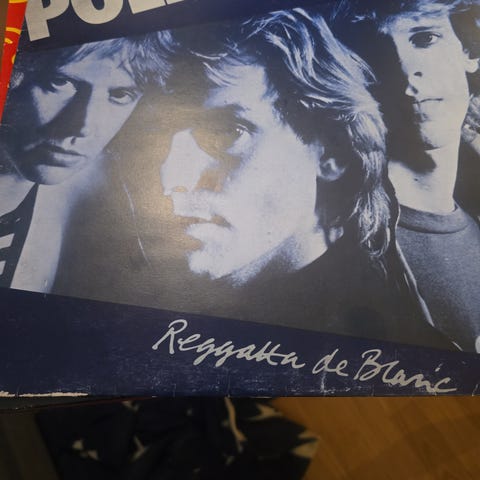 POL
Reggatta de Blanc